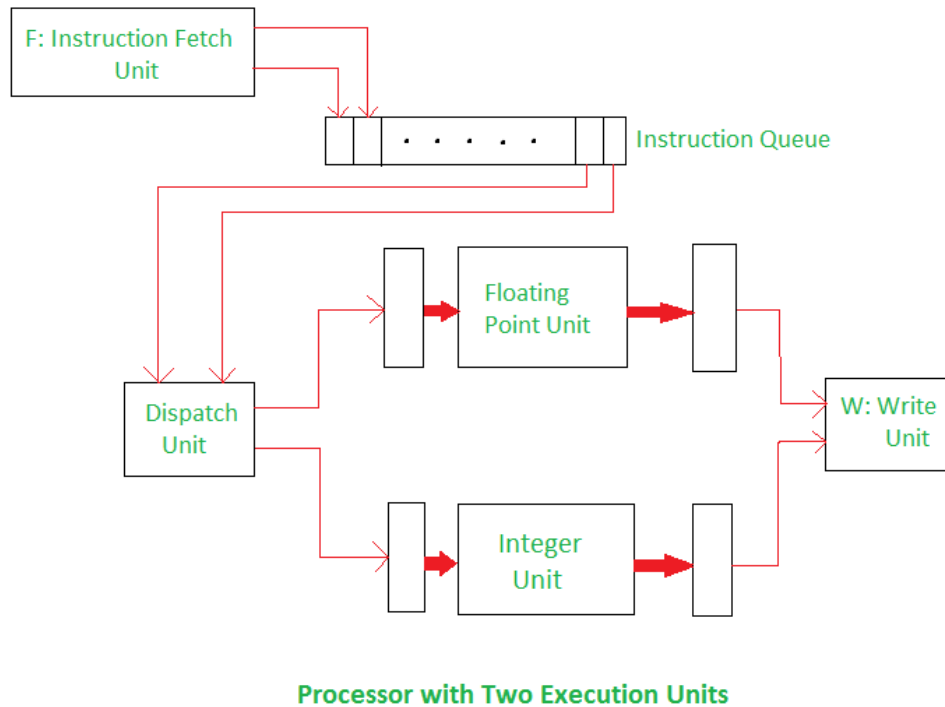 F: Instruction Fetch
Unit
Instruction Queue
Floating
Point Unit
Dispatch
Unit
W: Write
Unit
Integer
Unit
Processor with Two Execution Units